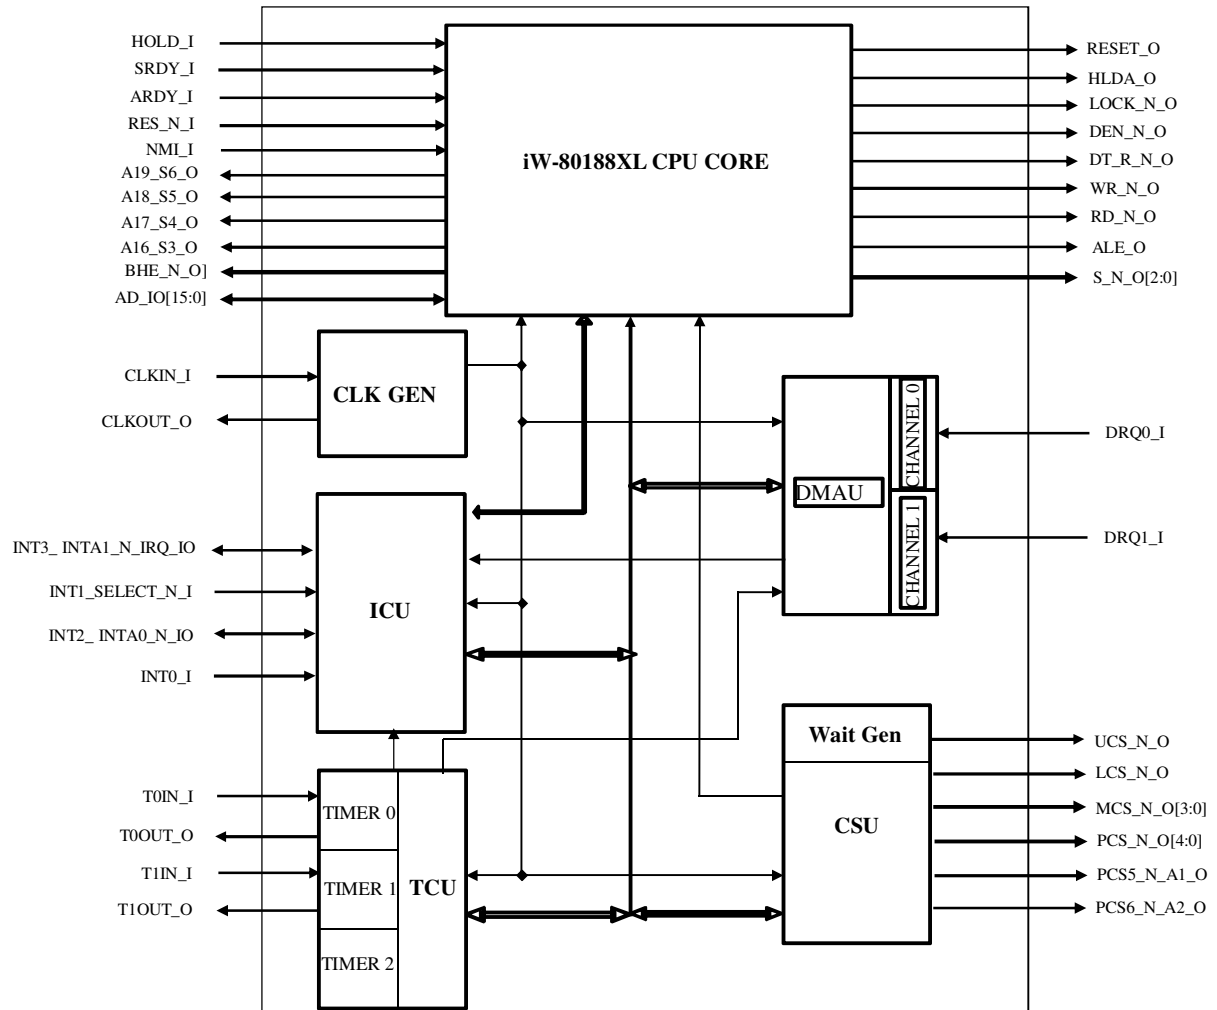 HOLD_I
SRDY_I
ARDY_I
RES_N_I
NMI_I
A19_S6_O
A18_S5_O
A17_S4_O
A16_S3_O
BHE_N_O]
AD_IO[15:0]
iW-80188XL CPU CORE
RESET_O
HLDA_O
LOCK_N_O
DEN_N_O
DT_R_N_O
WR_N_O
RD_N_O
ALE_O
S_N_O[2:0]
CLKIN_I
CLKOUT_O
CLK GEN
DMAU
CHANNEL 0
CHANNEL 1
DRQ0_I
DRQ1_I
INT3_ INTA1_N_IRQ_IO
INT1_SELECT_N_I
INT2_ INTA0_N_IO
INT0_I
ICU
Wait Gen
CSU
UCS_N_O
LCS_N_O
MCS_N_O[3:0]
PCS_N_O[4:0]
PCS5_N_A1_O
PCS6_N_A2_O
T0IN_I
T0OUT_O
T1IN_I
T1OUT_O
TIMER 0
TIMER 1
TIMER 2
TCU